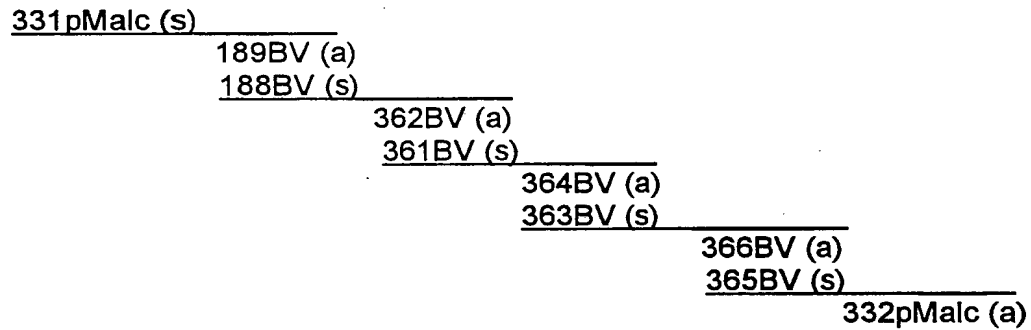 331pMalc (s)
189BV (a)
188BV (s)
362BV (a)
361BV (s)
364BV (a)
363BV (s)
366BV (a)
365BV (s)
332pMalc (a)